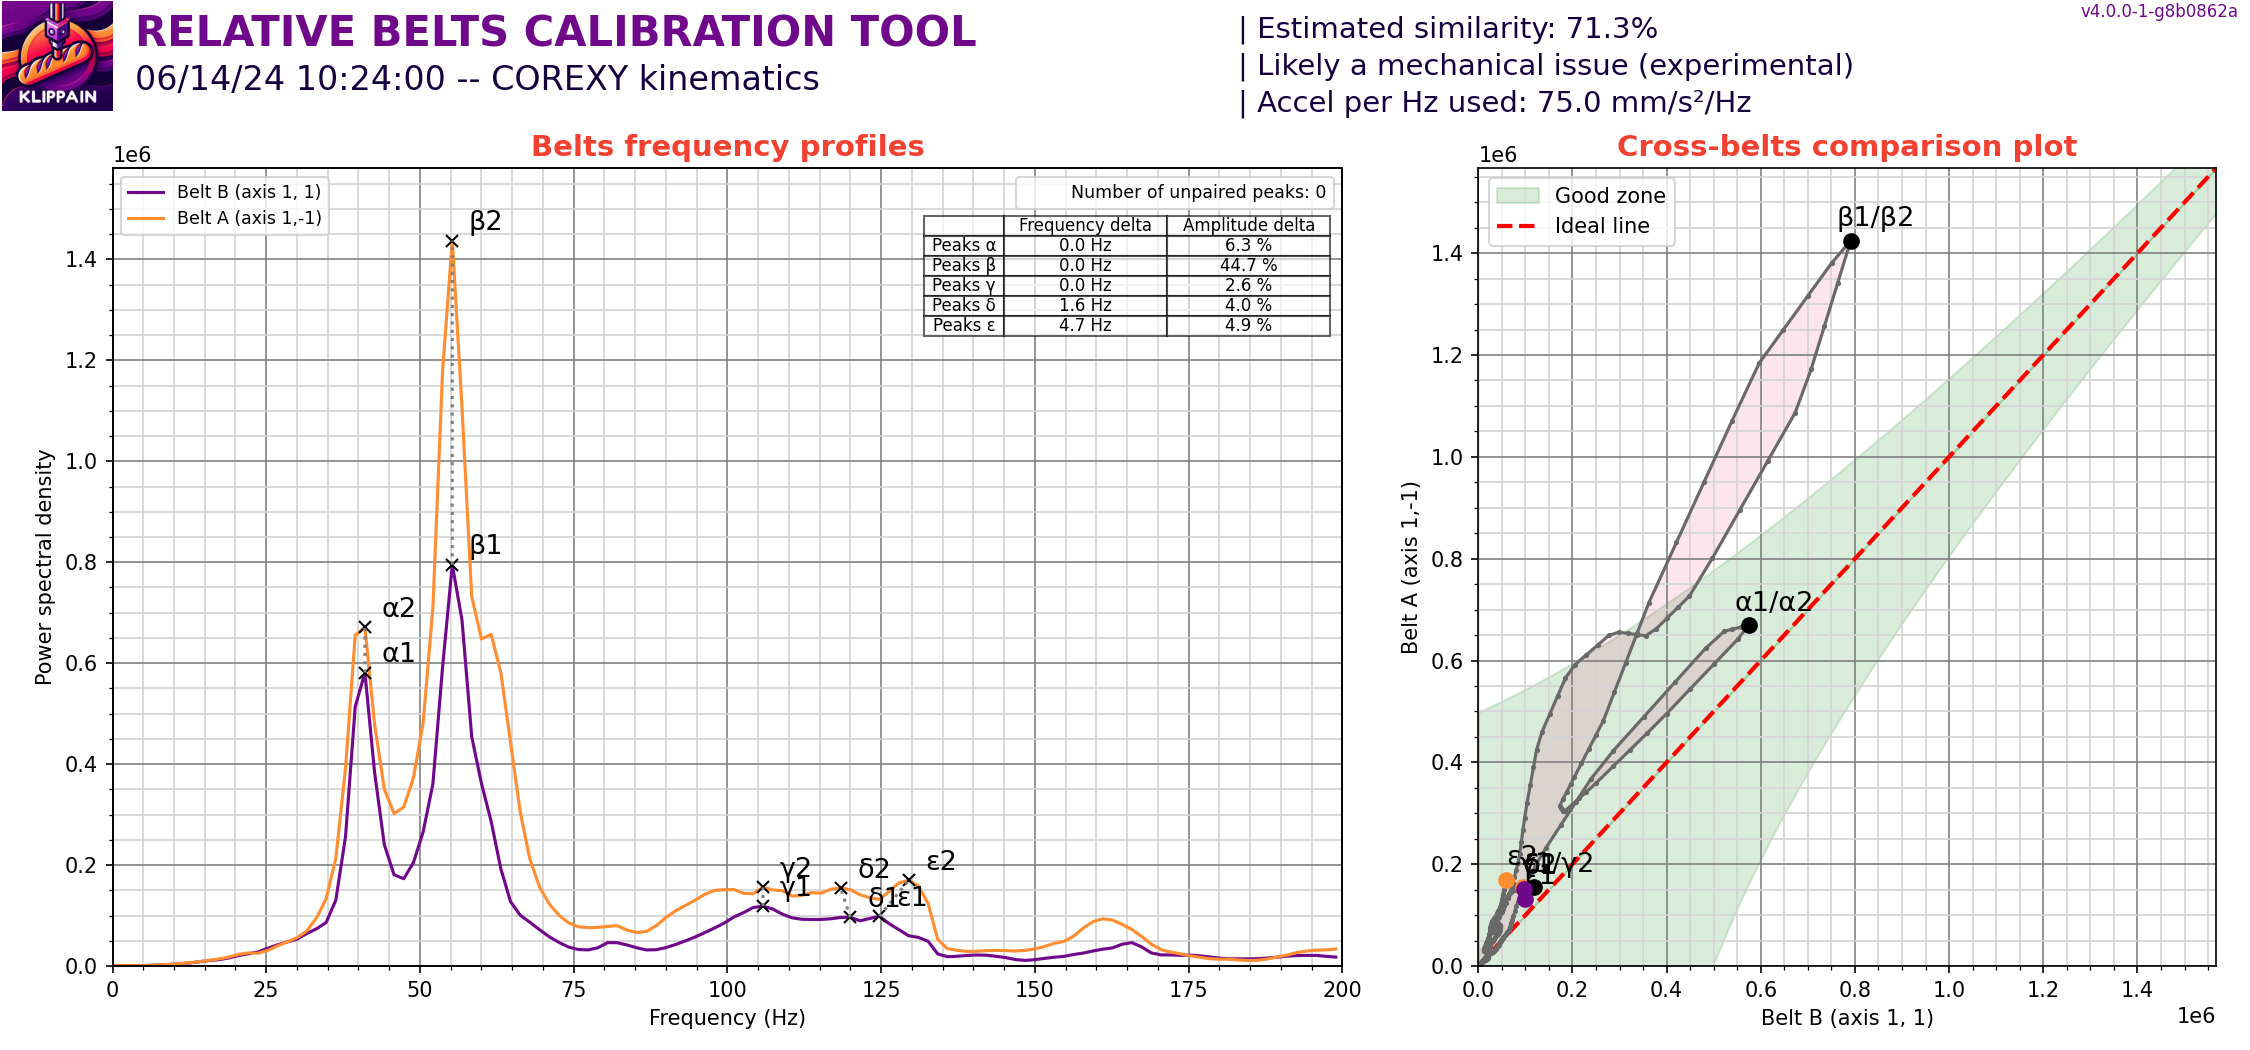 KLIPPAIN
RELATIVE BELTS CALIBRATION TOOL
06/14/24 10:24:00 -- COREXY kinematics
| Estimated similarity: 71.3%
| Likely a mechanical issue (experimental)
| Accel per Hz used: 75.0 mm/s²/Hz
v4.0.0-1-g8b0862a
Belts frequency profiles
1e6
Belt B (axis 1, 1)
Belt A (axis 1,-1)
Number of unpaired peaks: 0
Frequency delta Amplitude delta
Peaks α 0.0 Hz 6.3 %
Peaks β 0.0 Hz 44.7 %
Peaks γ 0.0 Hz 2.6 %
Peaks δ 1.6 Hz 4.0 %
Peaks ε 4.7 Hz 4.9 %
β2
β1
α2
α1
γ2
γ1
δ2
δ1
ε2
ε1
1.4
1.2
1.0
0.8
0.6
0.4
0.2
0.0
Power spectral density
0 25 50 75 100 125 150 175 200
Frequency (Hz)
Cross-belts comparison plot
1e6
Good zone
Ideal line
β1/β2
α1/α2
1.4
1.2
1.0
0.8
0.6
0.4
0.2
0.0
Belt A (axis 1,-1)
0.0 0.2 0.4 0.6 0.8 1.0 1.2 1.4
Belt B (axis 1, 1)
1e6